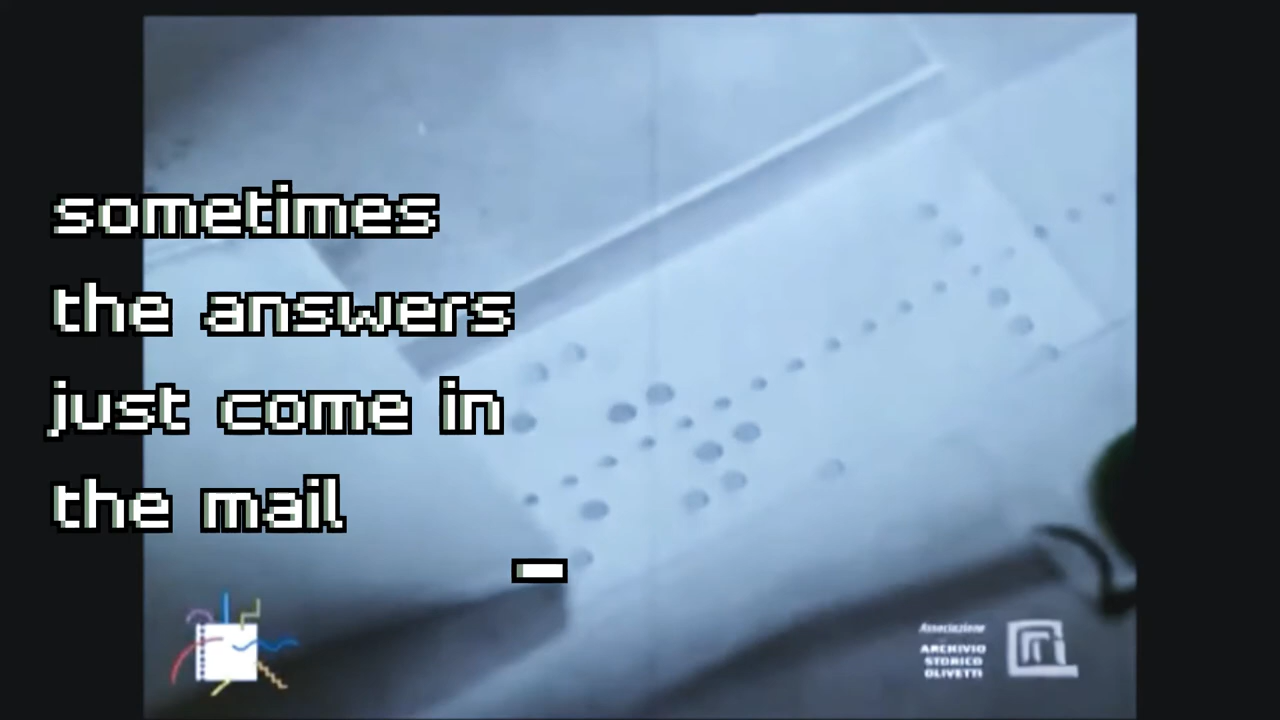 sometimes
the answers
just come in
the mail
Associazione
ARCHIVIO
STORICO
OLIVETTI